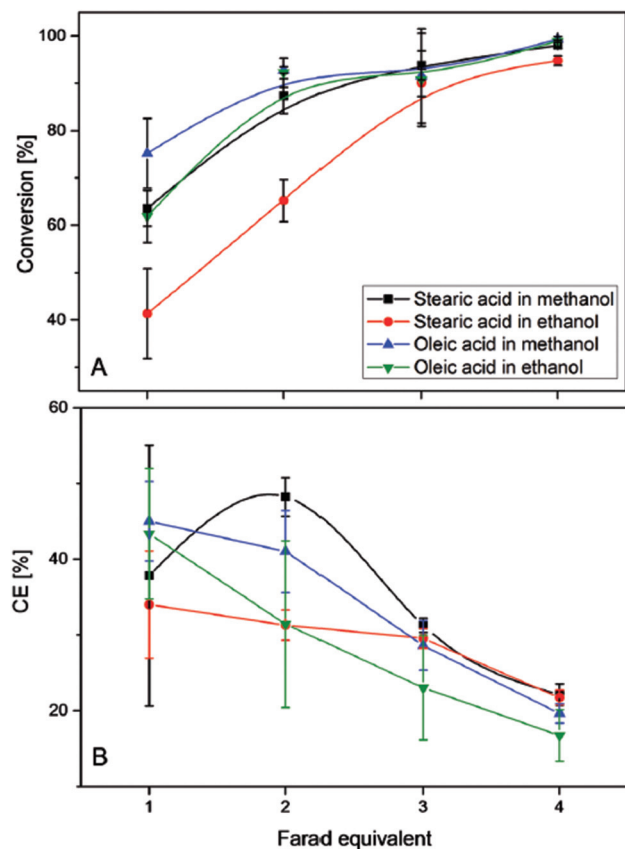 A
Conversion [%]
100
80
60
40
Stearic acid in methanol
Stearic acid in ethanol
Oleic acid in methanol
Oleic acid in ethanol
B
CE [%]
60
40
20
1 2 3 4
Farad equivalent